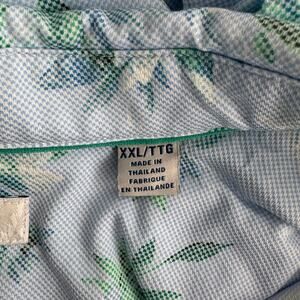 XXL/TTG
MADE IN
THAILAND
FABRIQUE
EN THAILANDE